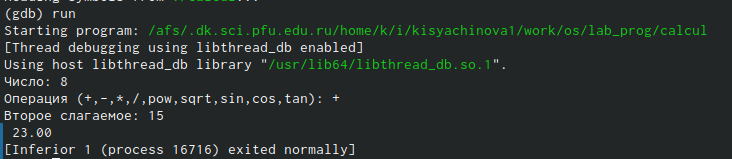 (gdb) run
Starting program: /afs/.dk.sci.pfu.edu.ru/home/k/i/kisyachinova1/work/os/lab_prog/calcul
[Thread debugging using libthread_db enabled]
Using host libthread_db library "/usr/lib64/libthread_db.so.1".
Число: 8
Операция (+,-,*,/,pow,sqrt,sin,cos,tan): +
Второе слагаемое: 15
 23.00
[Inferior 1 (process 16716) exited normally]